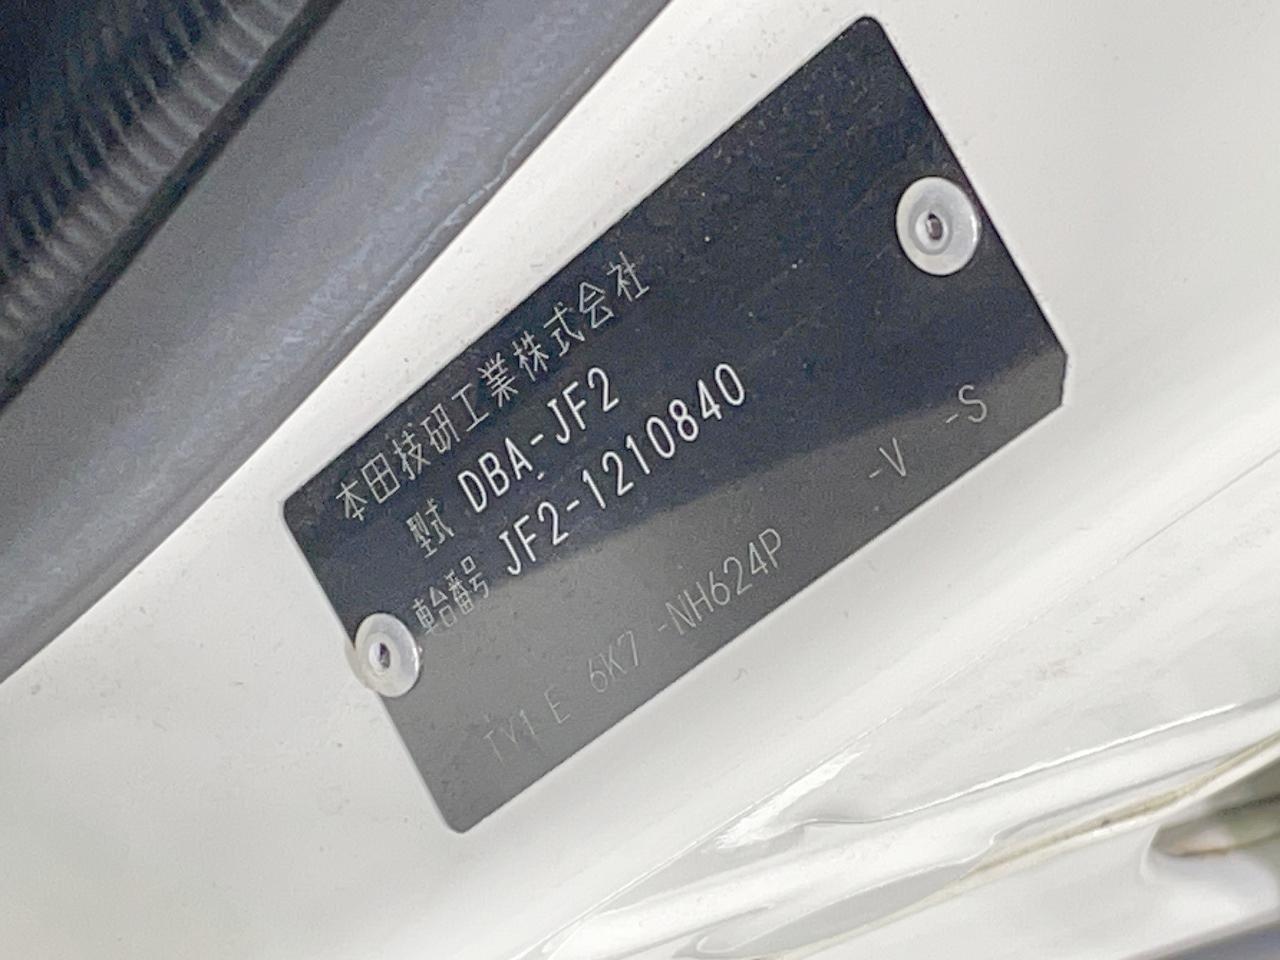 本田技研工業株式会社
型式 DBA-JF2
車台番号 JF2-1210840
TY1 E 6K7 -NH624P -V -S